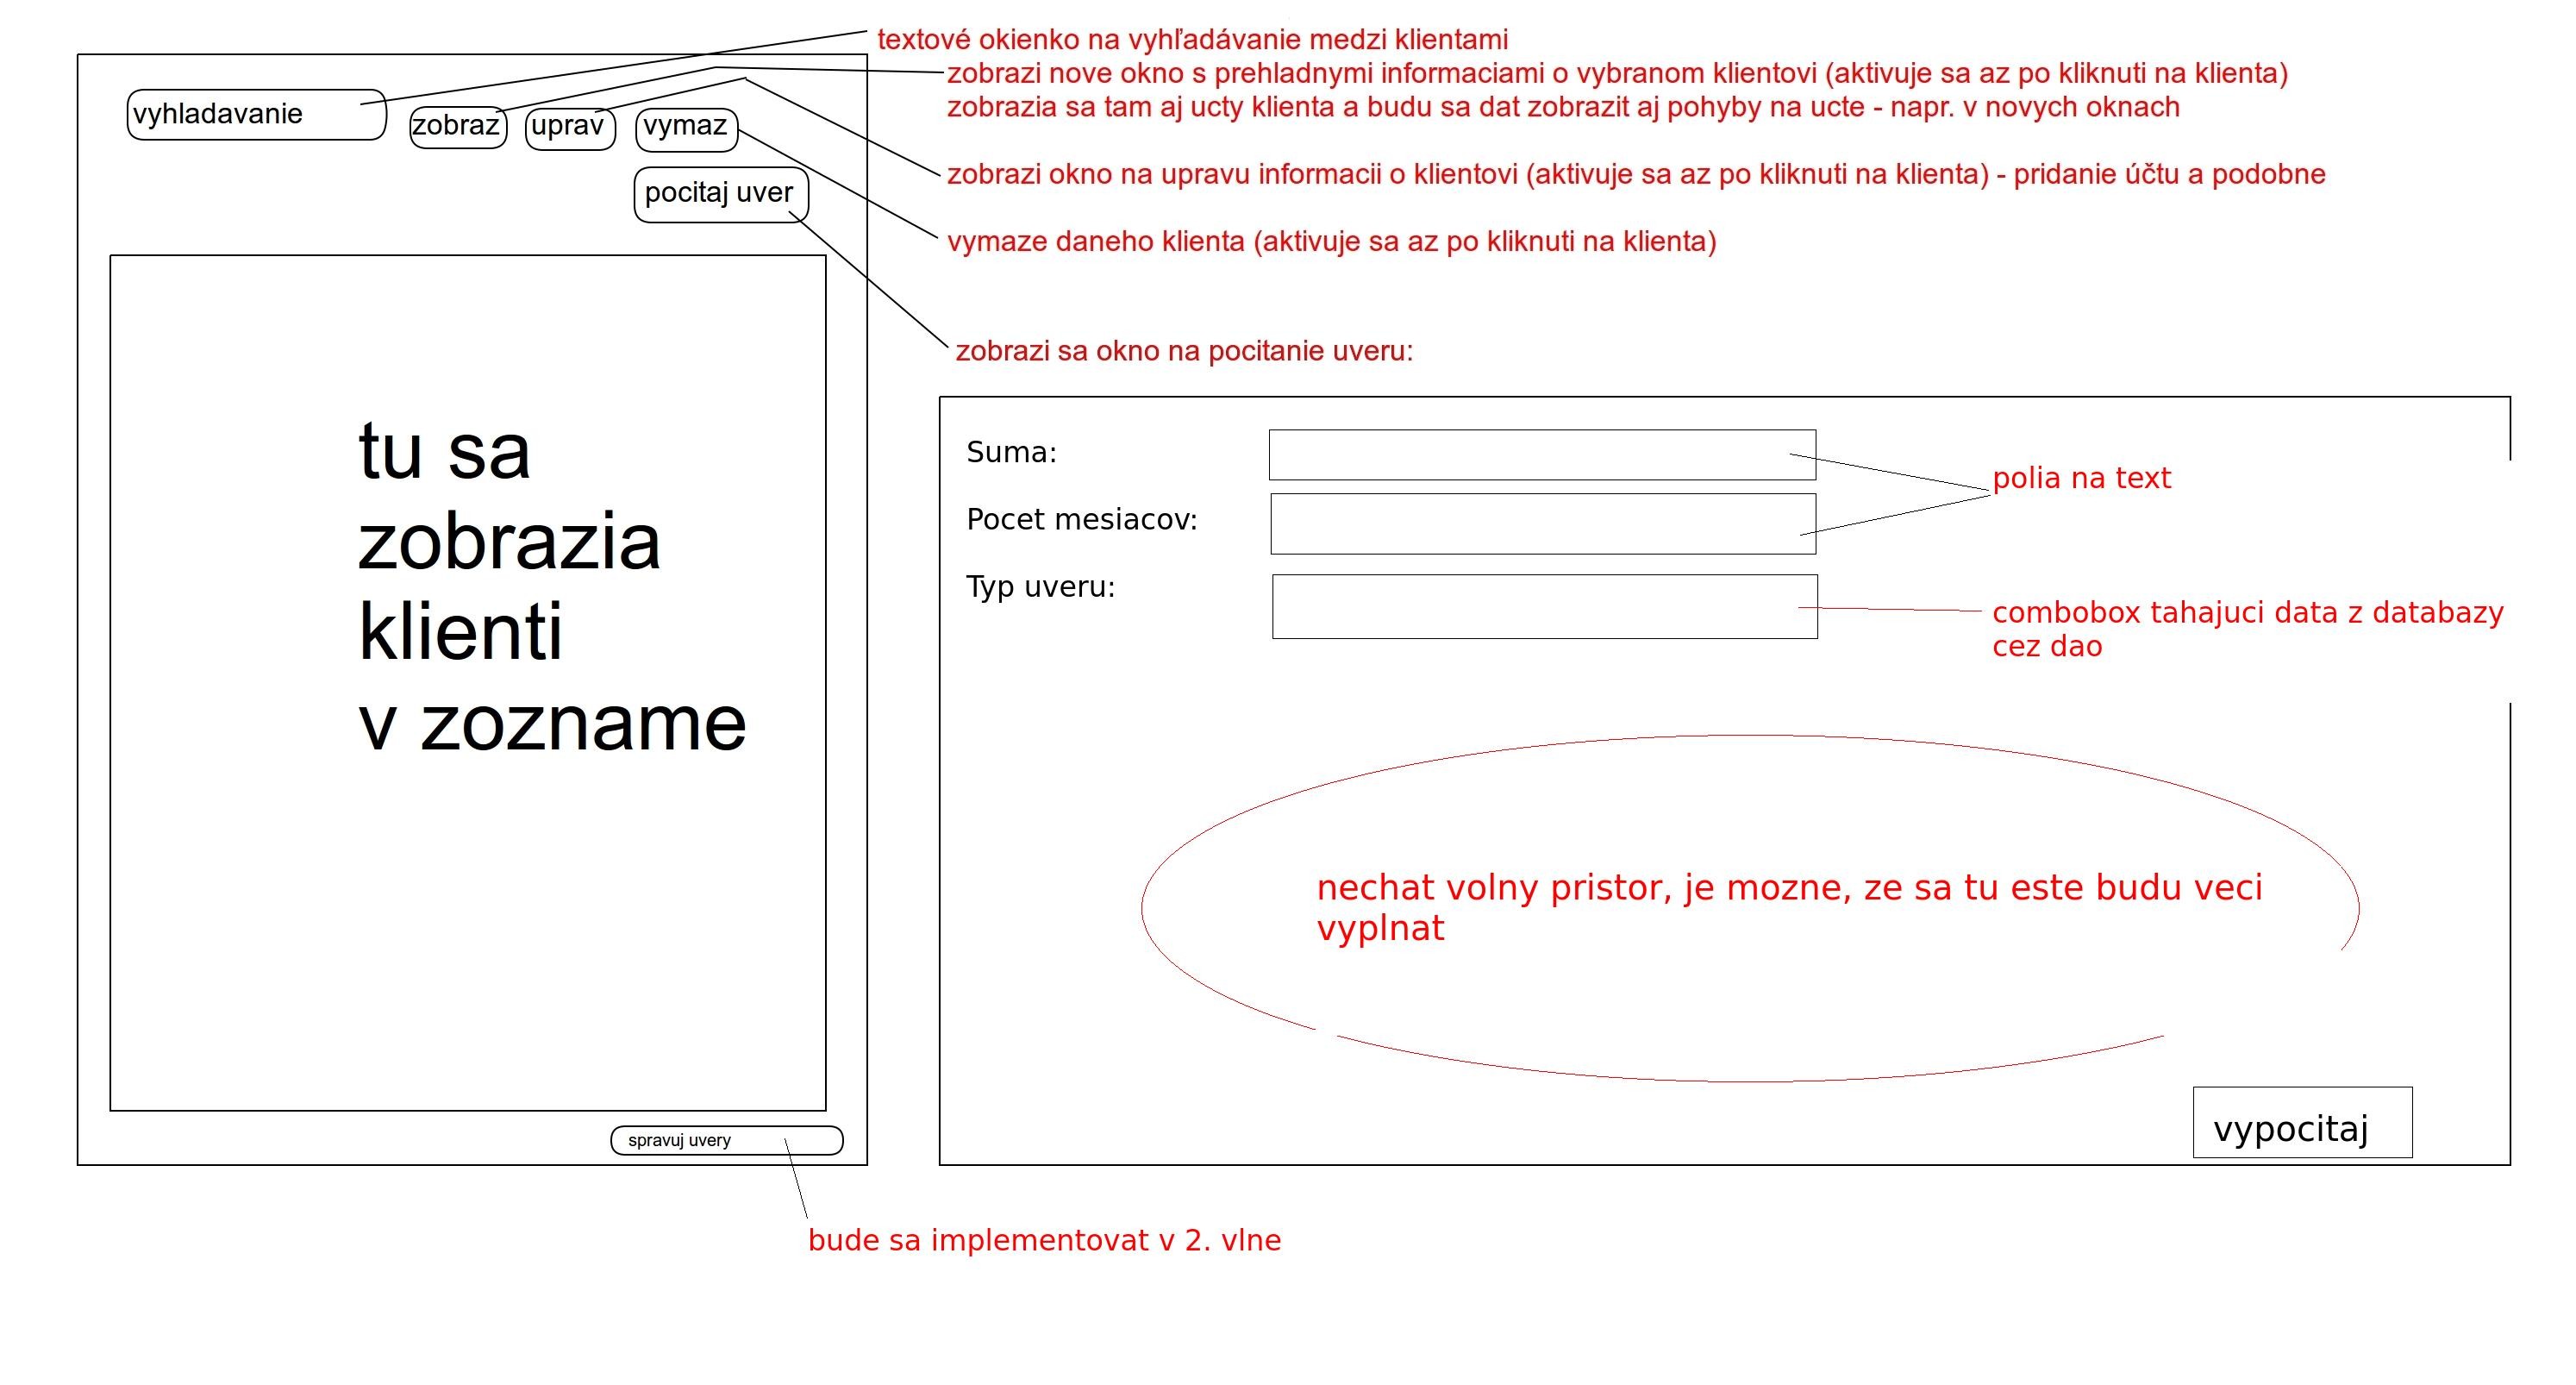 textové okienko na vyhľadávanie medzi klientami
zobrazi nove okno s prehladnymi informaciami o vybranom klientovi (aktivuje sa az po kliknuti na klienta)
zobrazia sa tam aj ucty klienta a budu sa dat zobrazit aj pohyby na ucte - napr. v novych oknach
vyhladavanie
zobraz
uprav
vymaz
zobrazi okno na upravu informacii o klientovi (aktivuje sa az po kliknuti na klienta) - pridanie účtu a podobne
pocitaj uver
vymaze daneho klienta (aktivuje sa az po kliknuti na klienta)
zobrazi sa okno na pocitanie uveru:
tu sa
zobrazia
klienti
v zozname
Suma:
polia na text
Pocet mesiacov:
Typ uveru:
combobox tahajuci data z databazy
cez dao
nechat volny pristor, je mozne, ze sa tu este budu veci
vyplnat
vypocitaj
spravuj uvery
bude sa implementovat v 2. vlne